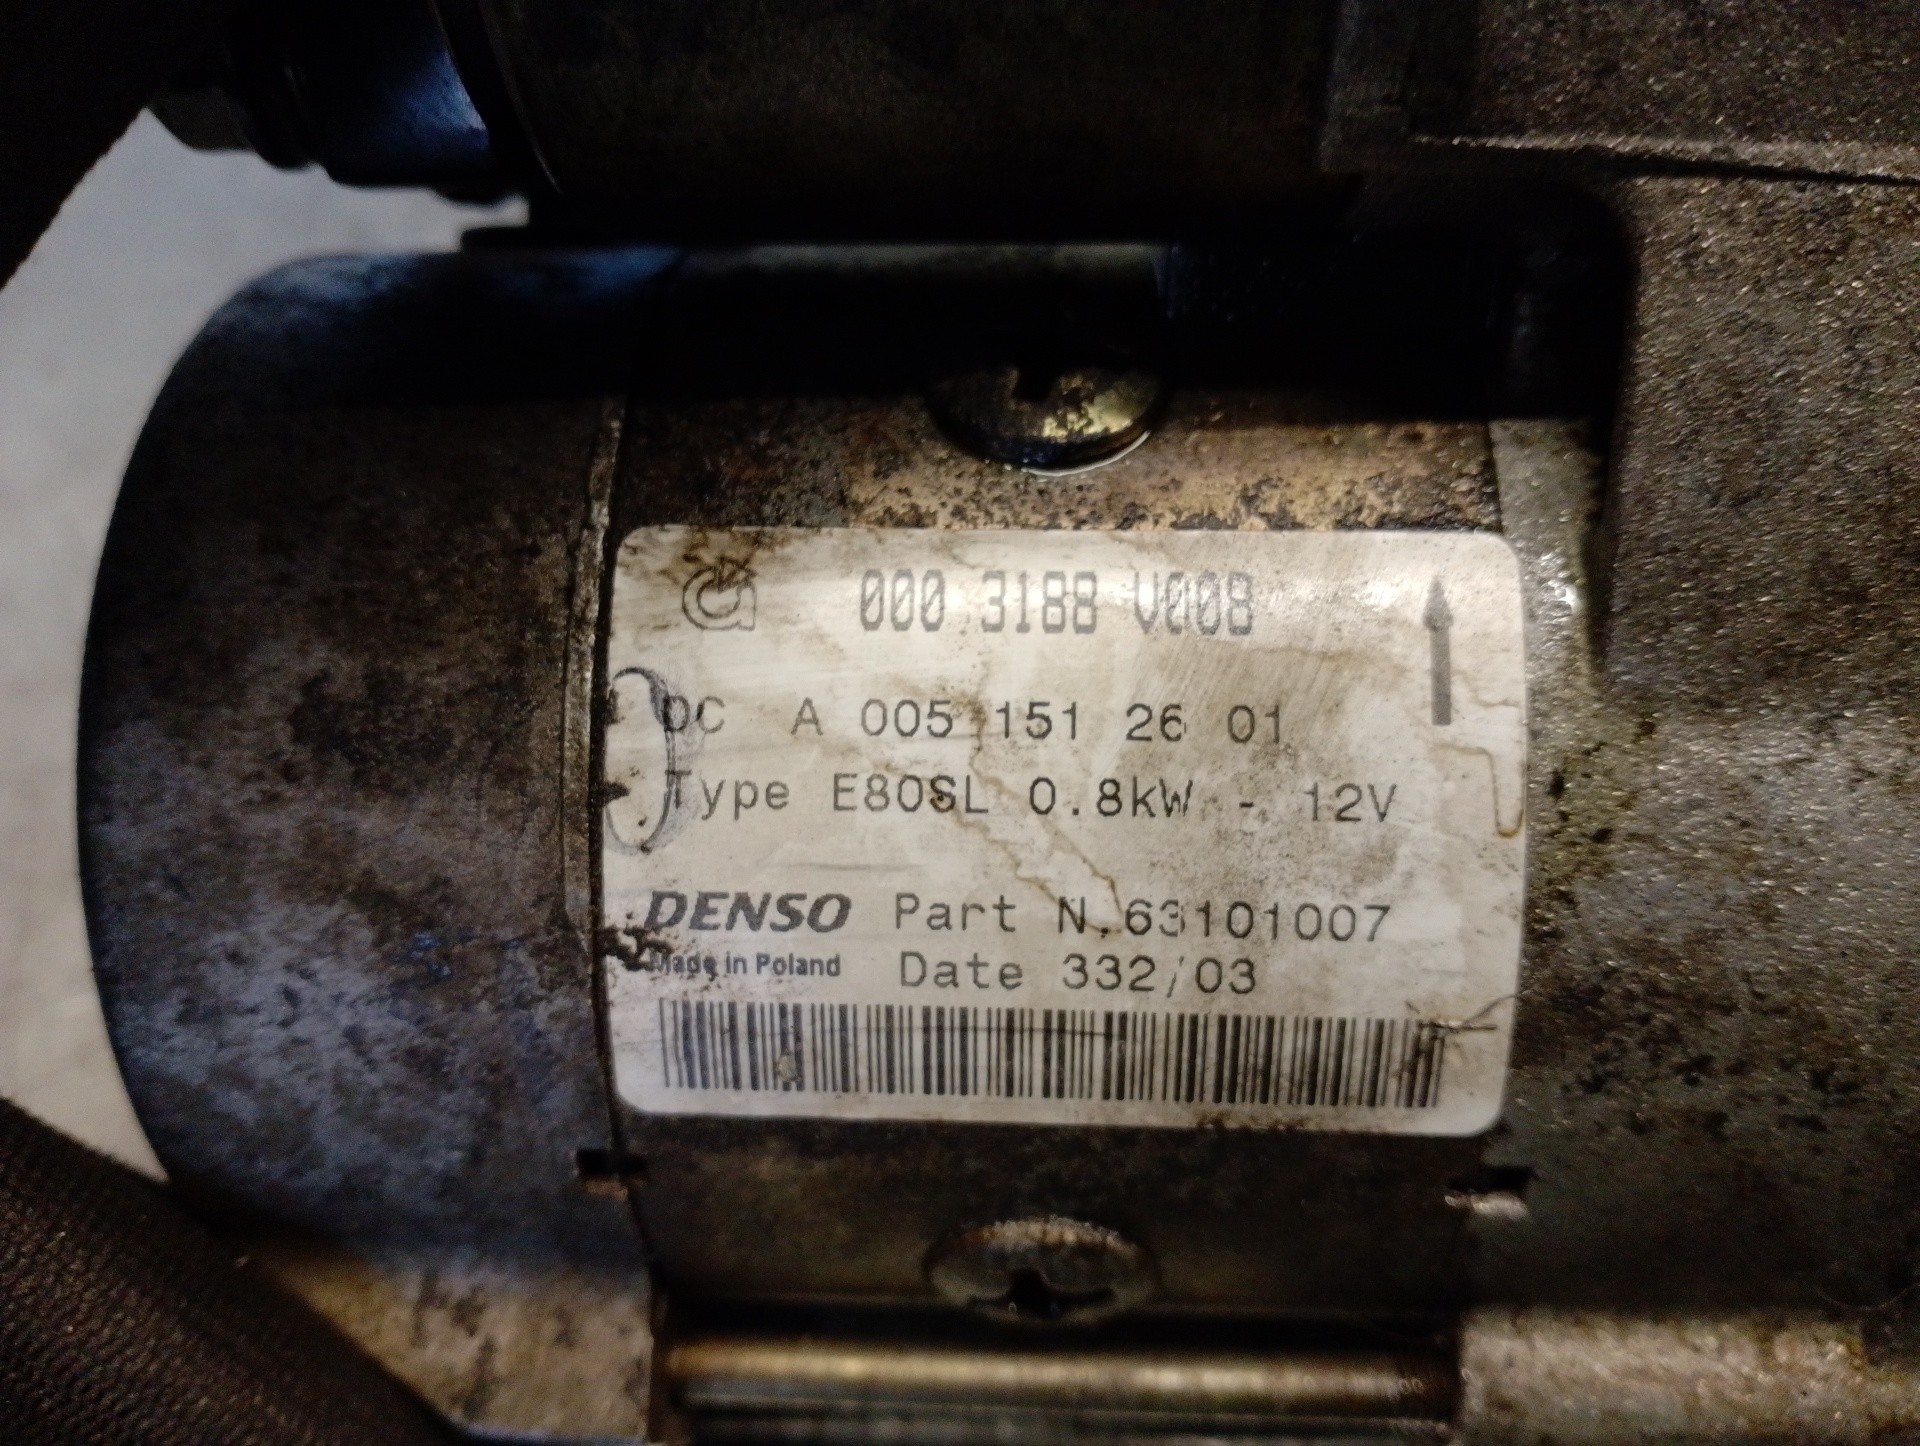 000 3188 V008
DC A 005 151 26 01
Type E80SL 0.8kW - 12V
DENSO Part N.63101007
Made in Poland Date 332/03